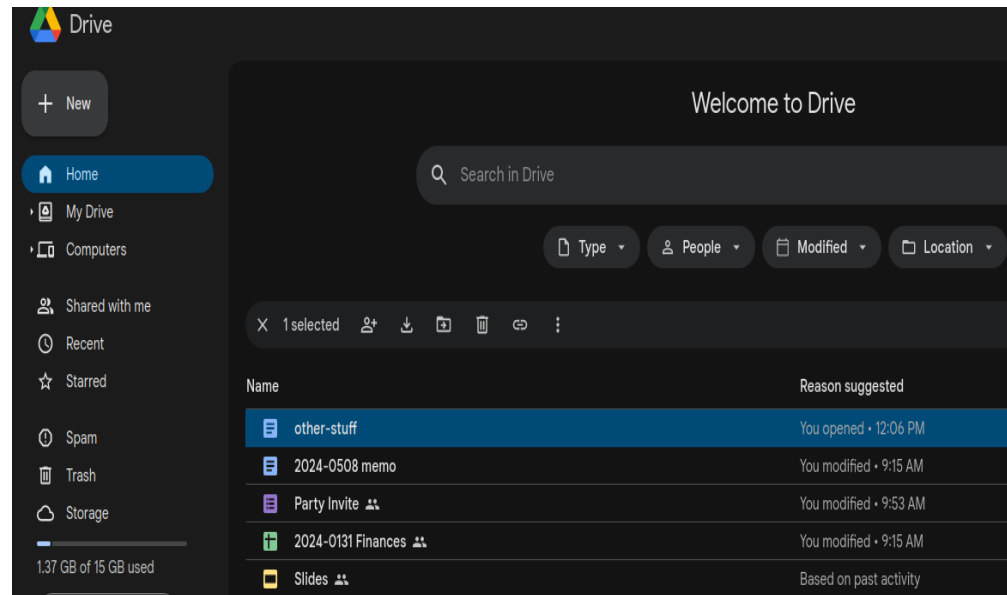 Drive
New
Welcome to Drive
Search in Drive
Home
My Drive
Computers
Type
People
Modified
Location
Shared with me
Recent
Starred
1 selected
Name
Reason suggested
other-stuff
You opened • 12:06 PM
2024-0508 memo
You modified • 9:15 AM
Party Invite
You modified • 9:53 AM
2024-0131 Finances
You modified • 9:15 AM
Slides
Based on past activity
Spam
Trash
Storage
1.37 GB of 15 GB used